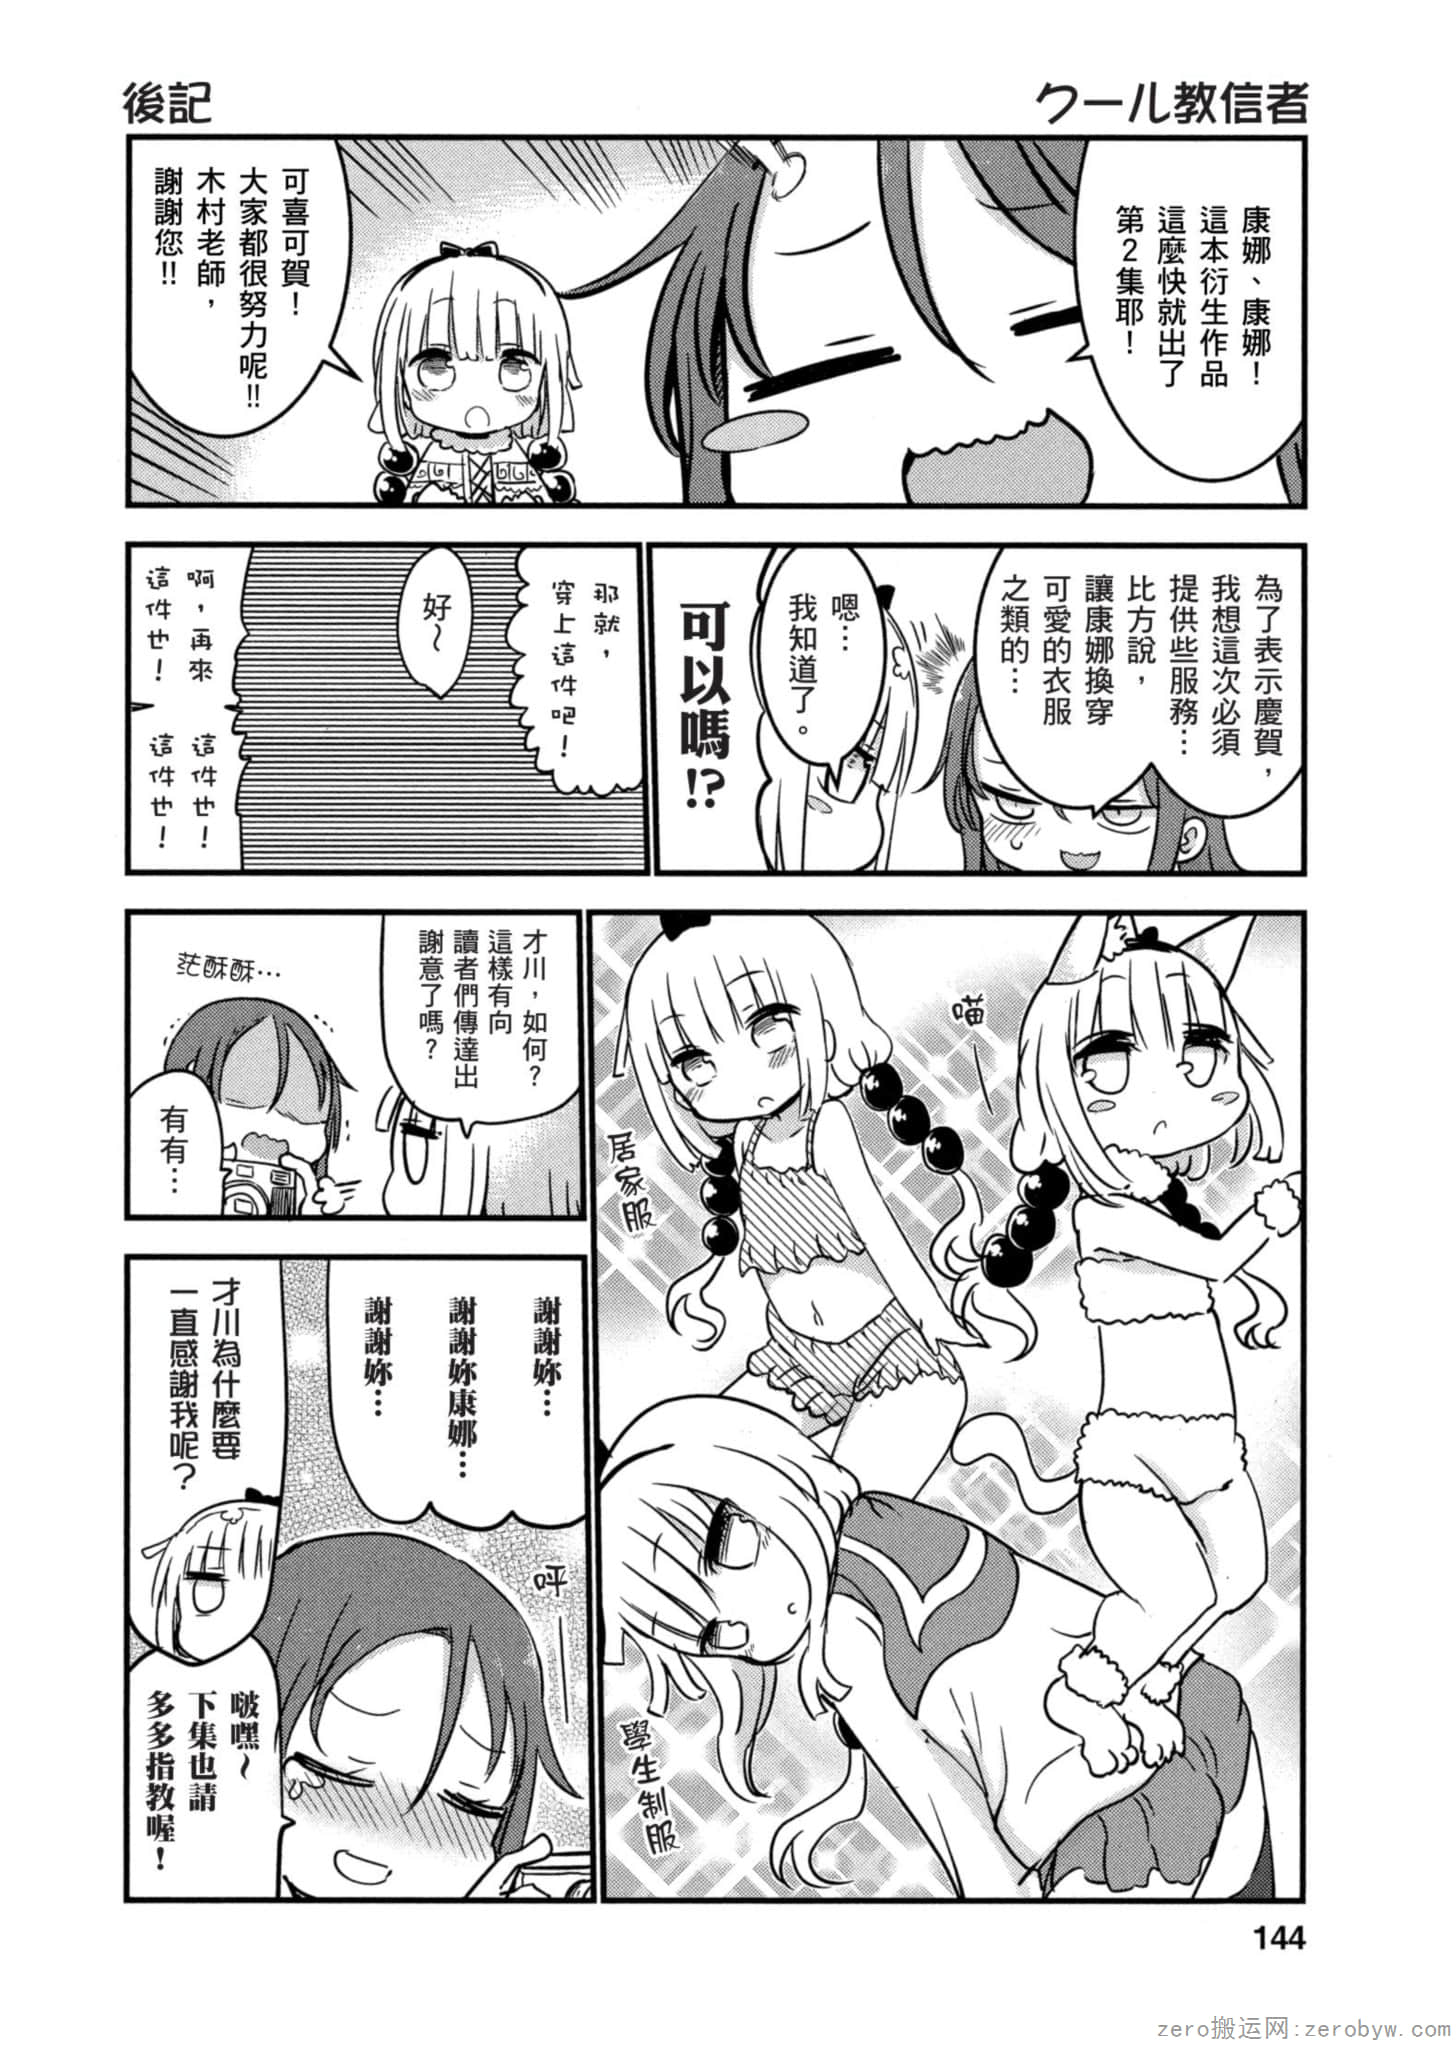 後記
クール教信者
康娜、康娜！
這本衍生作品
這麼快就出了
第2集耶！
可喜可賀！
大家都很努力呢!!
木村老師，
謝謝您!!
為了表示慶賀，
我想這次必須
提供些服務…
比方說，
讓康娜換穿
可愛的衣服
之類的…
嗯…
我知道了。
可以嗎!?
那就，
穿上這件吧！
好～
啊，再來
這件也！
這件也！
這件也！
喵—
居家服
學生制服
才川，如何？
這樣有向
讀者們傳達出
謝意了嗎？
茫酥酥…
有有…
謝謝妳…
謝謝妳康娜…
謝謝妳…
呼—
才川為什麼要
一直感謝我呢？
啵嘿～
下集也請
多多指教喔！
144
zero搬运网:zerobyw.com